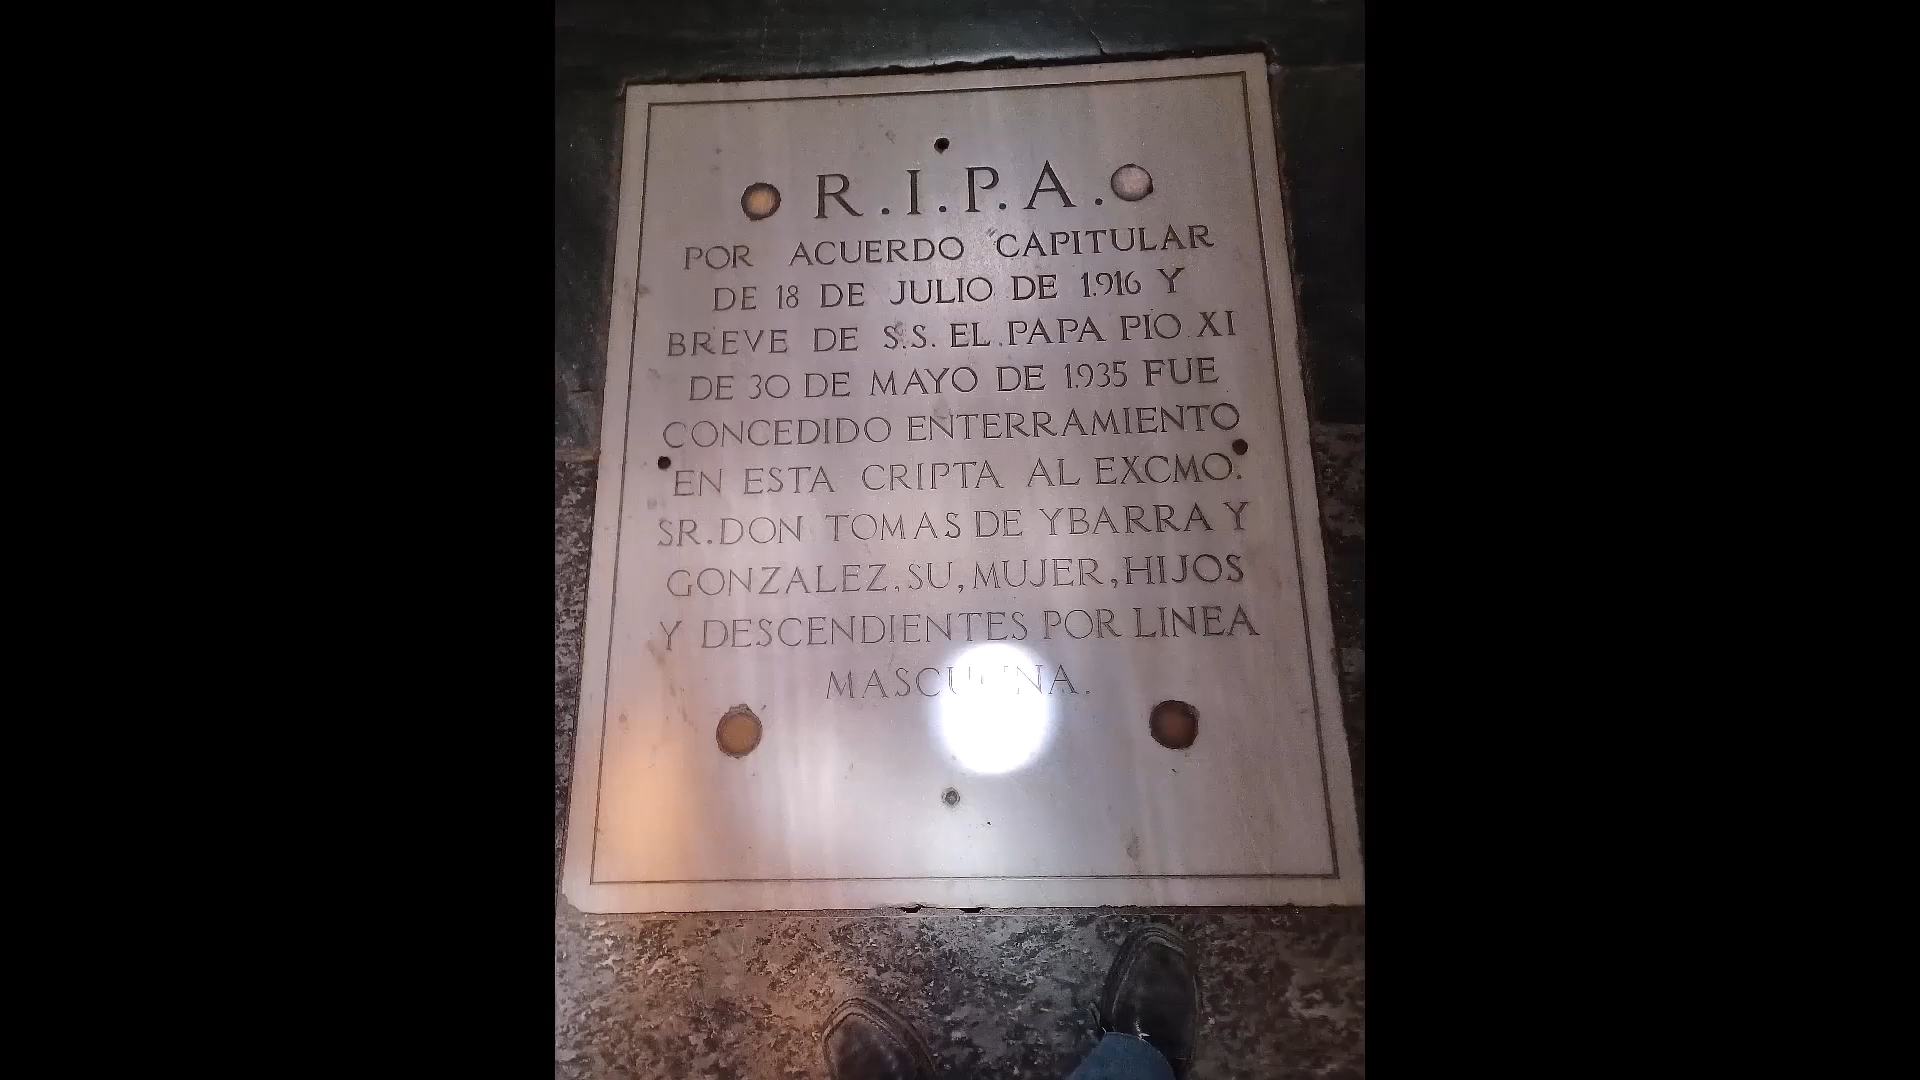 R.I.P.A.
POR ACUERDO CAPITULAR
DE 18 DE JULIO DE 1.916 Y
BREVE DE S.S. EL PAPA PIO XI
DE 30 DE MAYO DE 1.935 FUE
CONCEDIDO ENTERRAMIENTO
EN ESTA CRIPTA AL EXCMO.
SR. DON TOMAS DE YBARRA Y
GONZALEZ, SU, MUJER, HIJOS
Y DESCENDIENTES POR LINEA
MASCULINA.